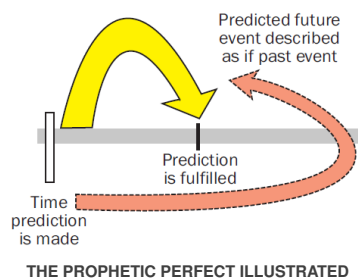 Predicted future
event described
as if past event
Prediction
is fulfilled
Time
prediction
is made
THE PROPHETIC PERFECT ILLUSTRATED